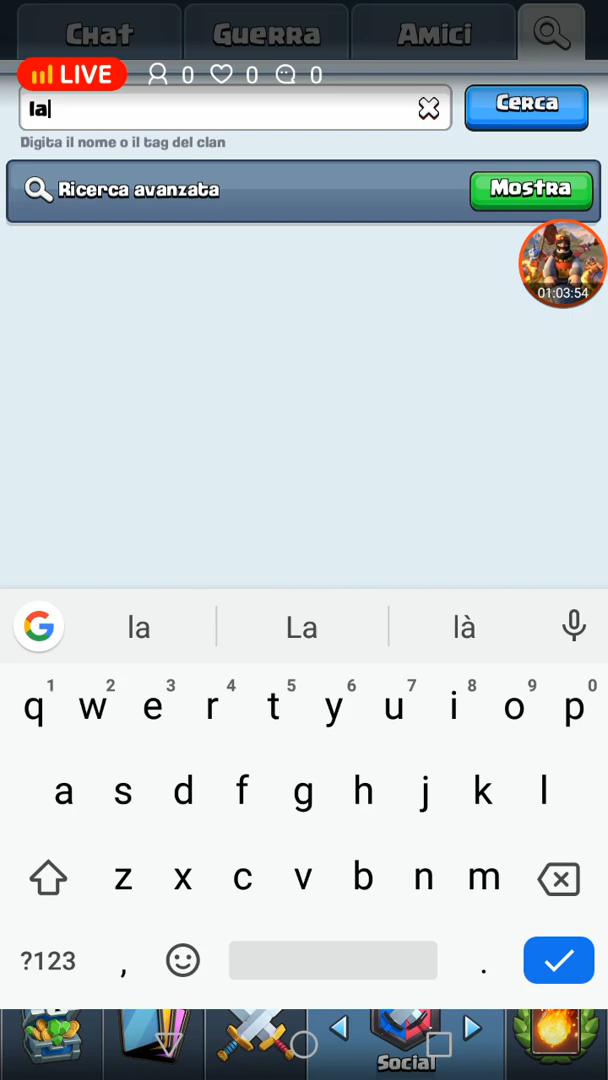 Chat Guerra Amici
LIVE 0 0 0
la Cerca
Digita il nome o il tag del clan
Ricerca avanzata Mostra
01:03:54
la La là
1 2 3 4 5 6 7 8 9 0
q w e r t y u i o p
a s d f g h j k l
z x c v b n m
?123 , .
Social